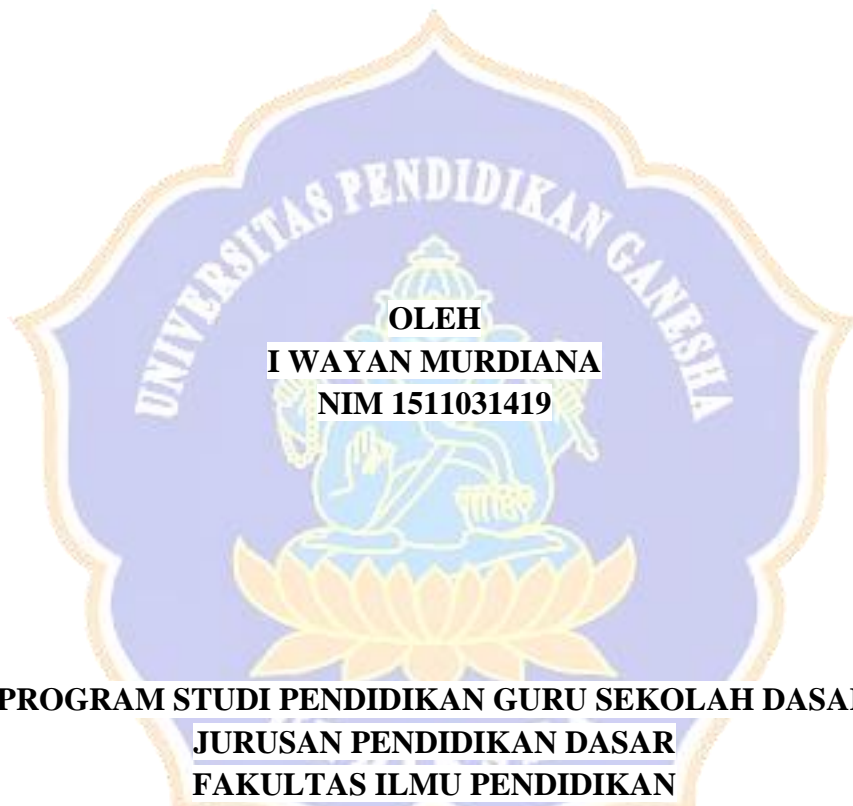 UNIVERSITAS PENDIDIKAN GANESHA
OLEH
I WAYAN MURDIANA
NIM 1511031419
PROGRAM STUDI PENDIDIKAN GURU SEKOLAH DASAR
JURUSAN PENDIDIKAN DASAR
FAKULTAS ILMU PENDIDIKAN